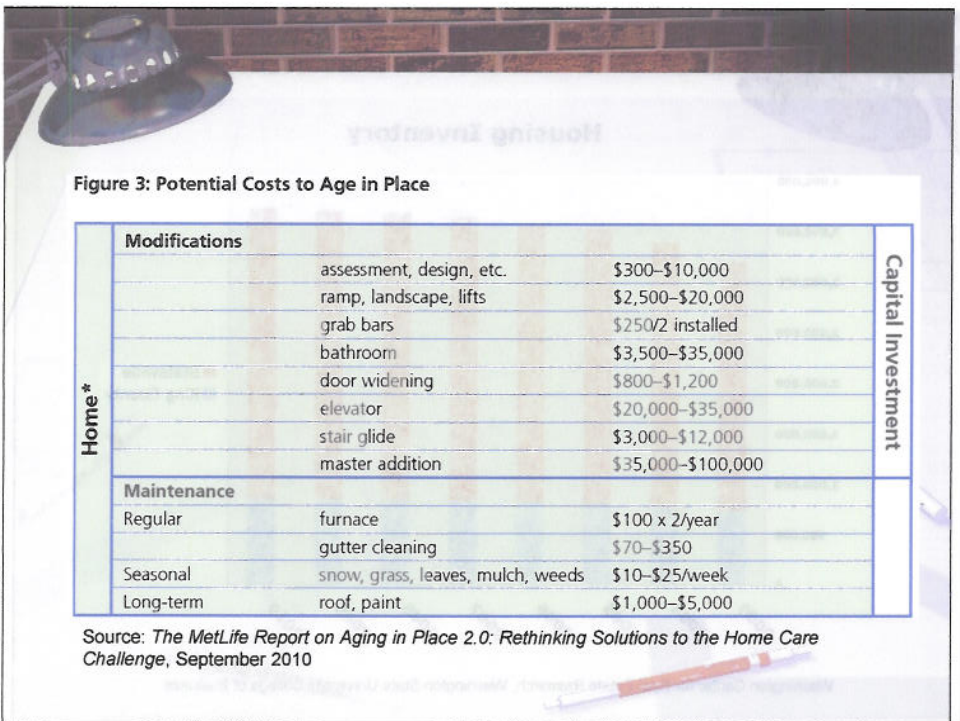 Figure 3: Potential Costs to Age in Place
Modifications
assessment, design, etc. $300–$10,000
ramp, landscape, lifts $2,500–$20,000
grab bars $250/2 installed
bathroom $3,500–$35,000
door widening $800–$1,200
elevator $20,000–$35,000
stair glide $3,000–$12,000
master addition $35,000–$100,000
Home*
Capital Investment
Maintenance
Regular furnace $100 x 2/year
gutter cleaning $70–$350
Seasonal snow, grass, leaves, mulch, weeds $10–$25/week
Long-term roof, paint $1,000–$5,000
Source: The MetLife Report on Aging in Place 2.0: Rethinking Solutions to the Home Care
Challenge, September 2010